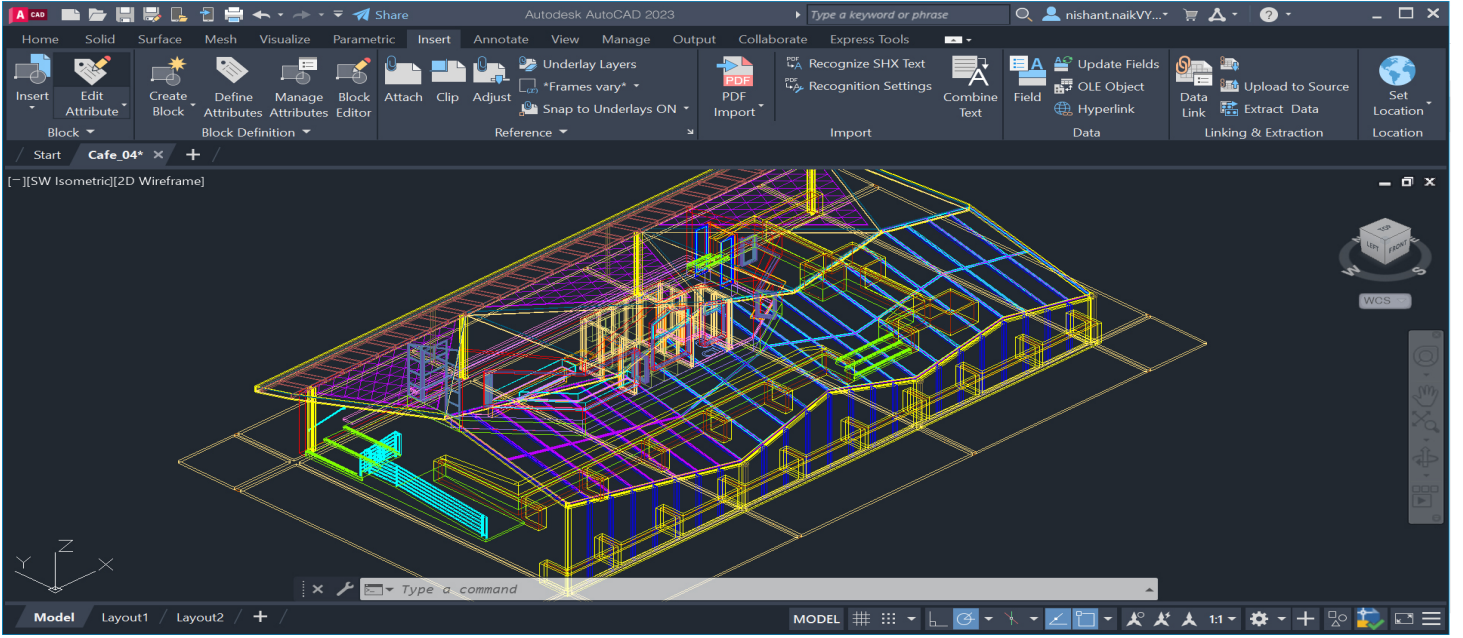 A CAD Share Autodesk AutoCAD 2023 Type a keyword or phrase nishant.naikVY...
Home Solid Surface Mesh Visualize Parametric Insert Annotate View Manage Output Collaborate Express Tools
Insert
Edit
Attribute
Create
Block
Define
Attributes
Manage
Attributes
Block
Editor
Attach
Clip
Adjust
Underlay Layers
*Frames vary*
Snap to Underlays ON
PDF
PDF
Import
PDF A Recognize SHX Text
PDF A Recognition Settings
A
Combine
Text
A
Field
Update Fields
OLE Object
Hyperlink
Data
Link
Upload to Source
Extract Data
Set
Location
Block Block Definition Reference Import Data Linking & Extraction Location
Start Cafe_04* × +
[−][SW Isometric][2D Wireframe]
TOP
LEFT FRONT
W S
WCS
Z
Y X
Type a command
Model Layout1 Layout2 + MODEL 1:1